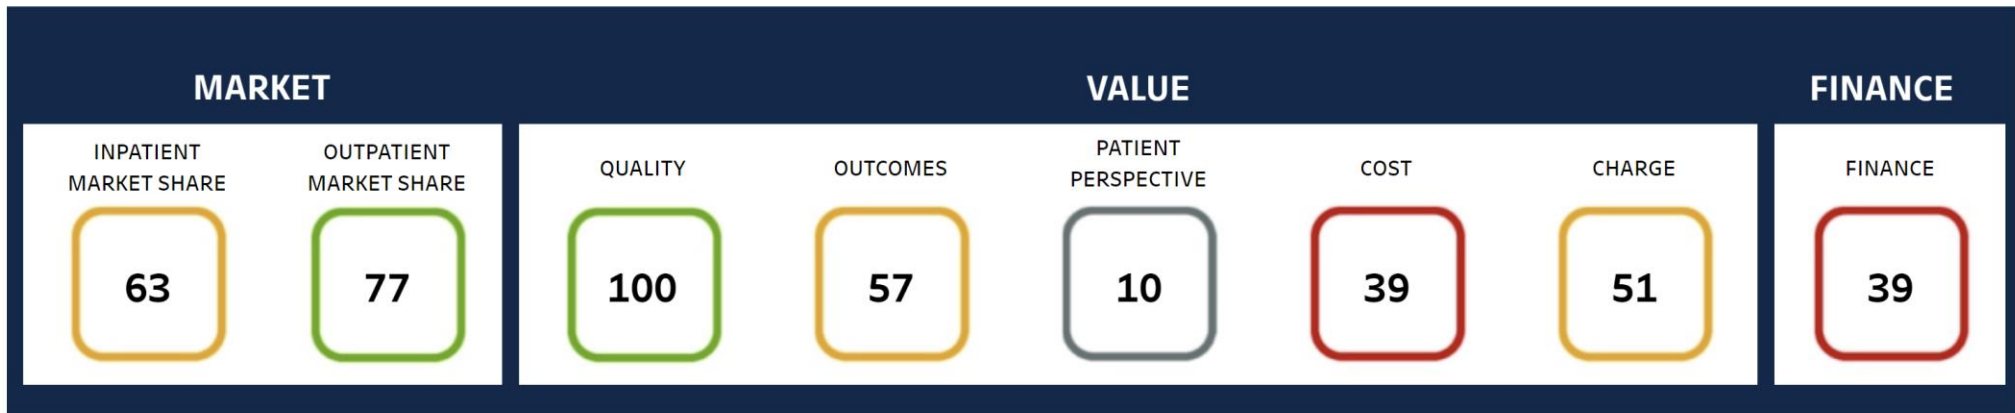 MARKET
VALUE
FINANCE
INPATIENT
MARKET SHARE
63
OUTPATIENT
MARKET SHARE
77
QUALITY
100
OUTCOMES
57
PATIENT
PERSPECTIVE
10
COST
39
CHARGE
51
FINANCE
39